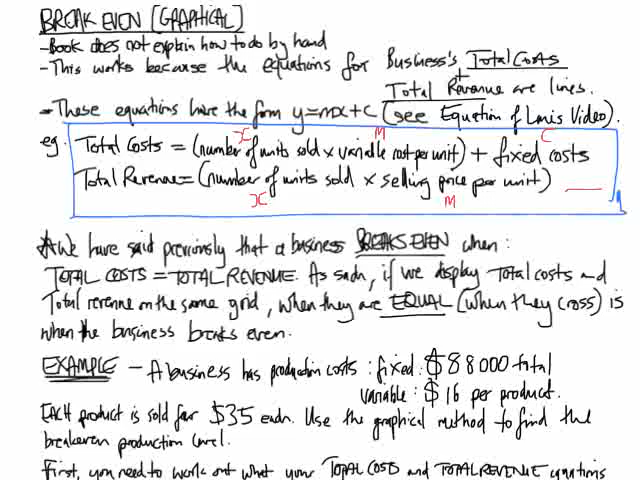 BREAK EVEN (GRAPHICAL)
- Book does not explain how to do by hand
- This works because the equations for Business's Total Costs
+
Total Revenue are lines.
- These equations have the form y=mx+c (see Equation of Lines Video).
x M C
eg. Total Costs = (number of units sold x variable cost per unit) + fixed costs
Total Revenue = (number of units sold x selling price per unit)
x M
We have said previously that a business BREAKS EVEN when:
TOTAL COSTS = TOTAL REVENUE. As such, if we display total costs and
Total revenue on the same grid, when they are EQUAL (when they cross) is
when the business breaks even.
EXAMPLE - A business has production costs: fixed: $88000 total
variable: $16 per product.
EACH product is sold for $35 each. Use the graphical method to find the
breakeven production level.
First, you need to work out what your TOTAL COST and TOTAL REVENUE equations